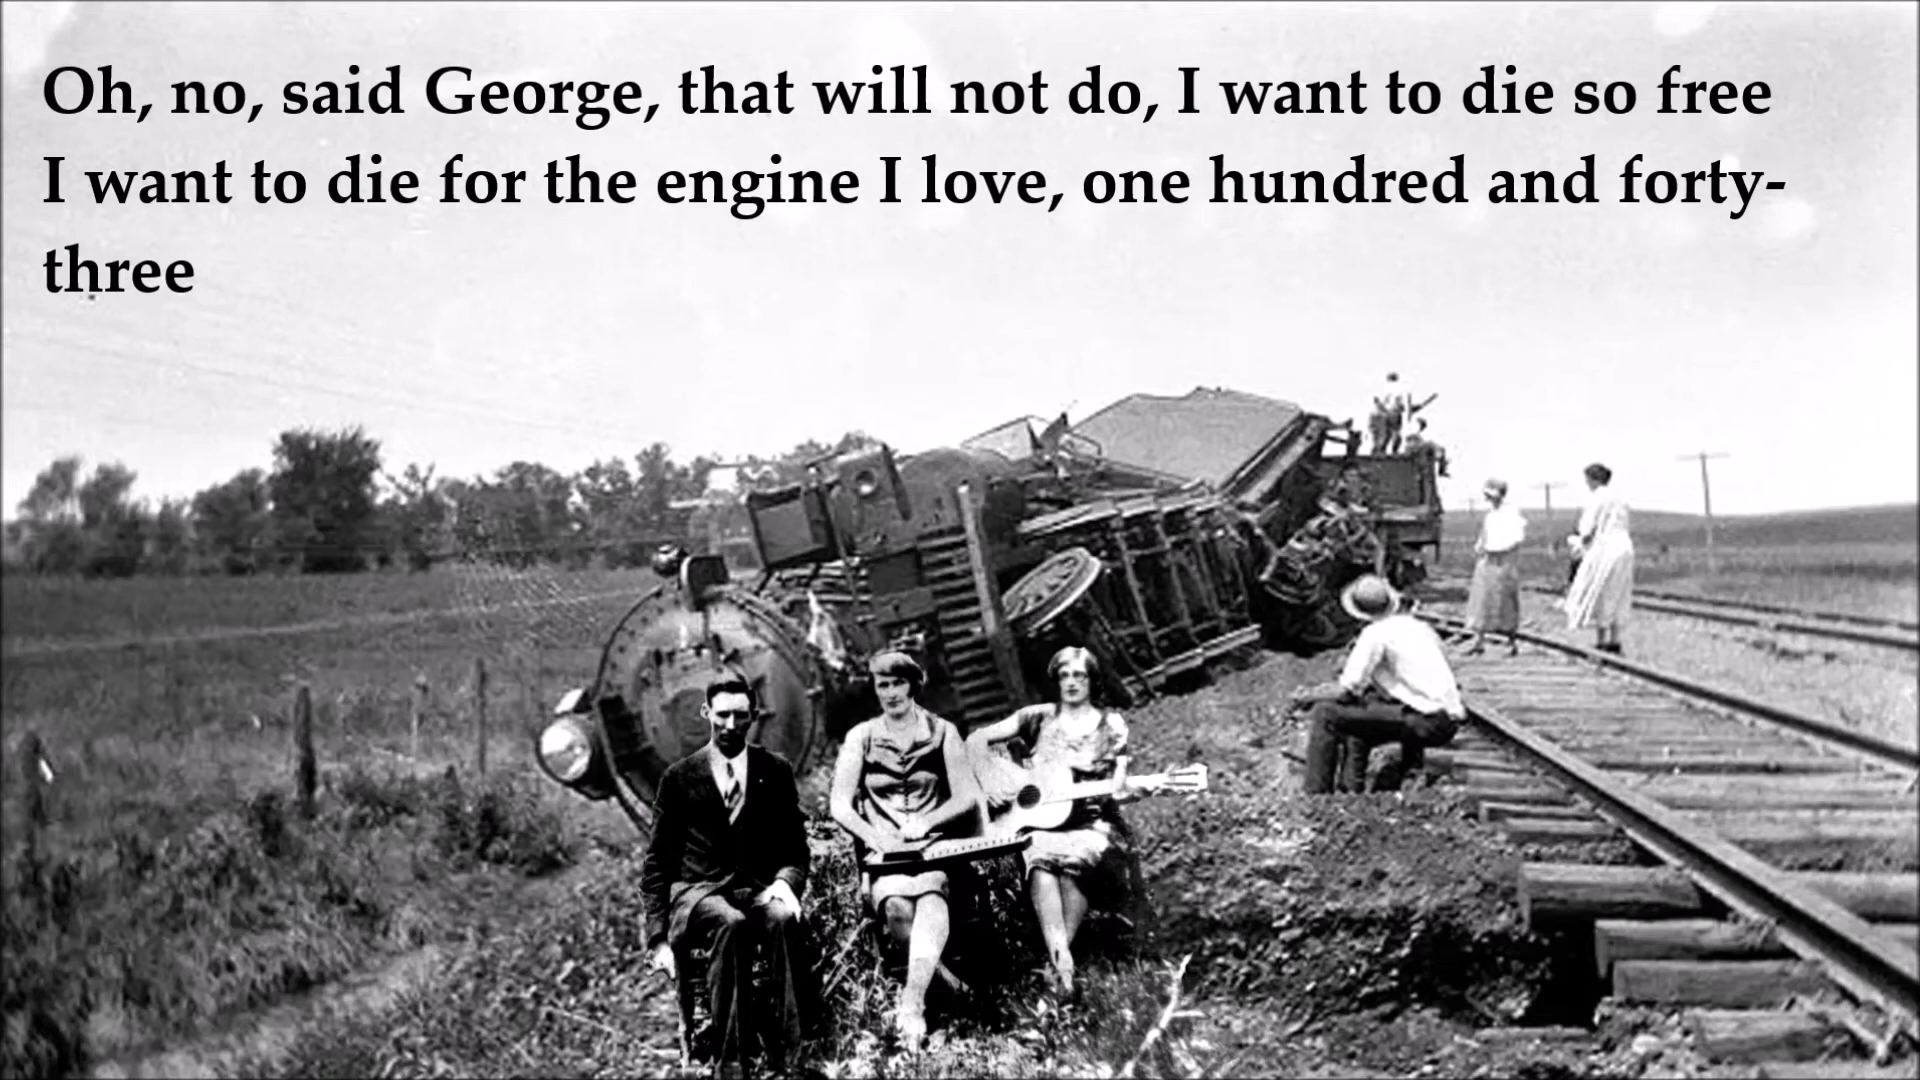 Oh, no, said George, that will not do, I want to die so free
I want to die for the engine I love, one hundred and forty-
three